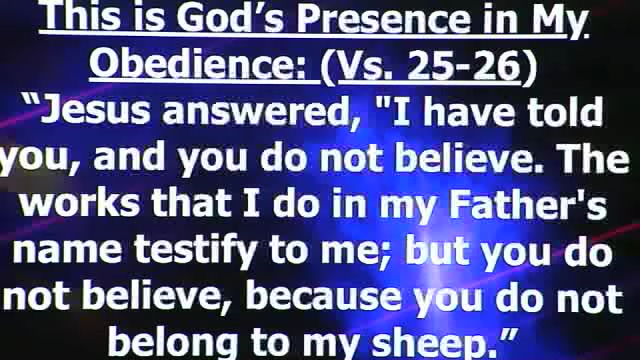 This is God’s Presence in My
Obedience: (Vs. 25-26)
“Jesus answered, "I have told
you, and you do not believe. The
works that I do in my Father's
name testify to me; but you do
not believe, because you do not
belong to my sheep.”